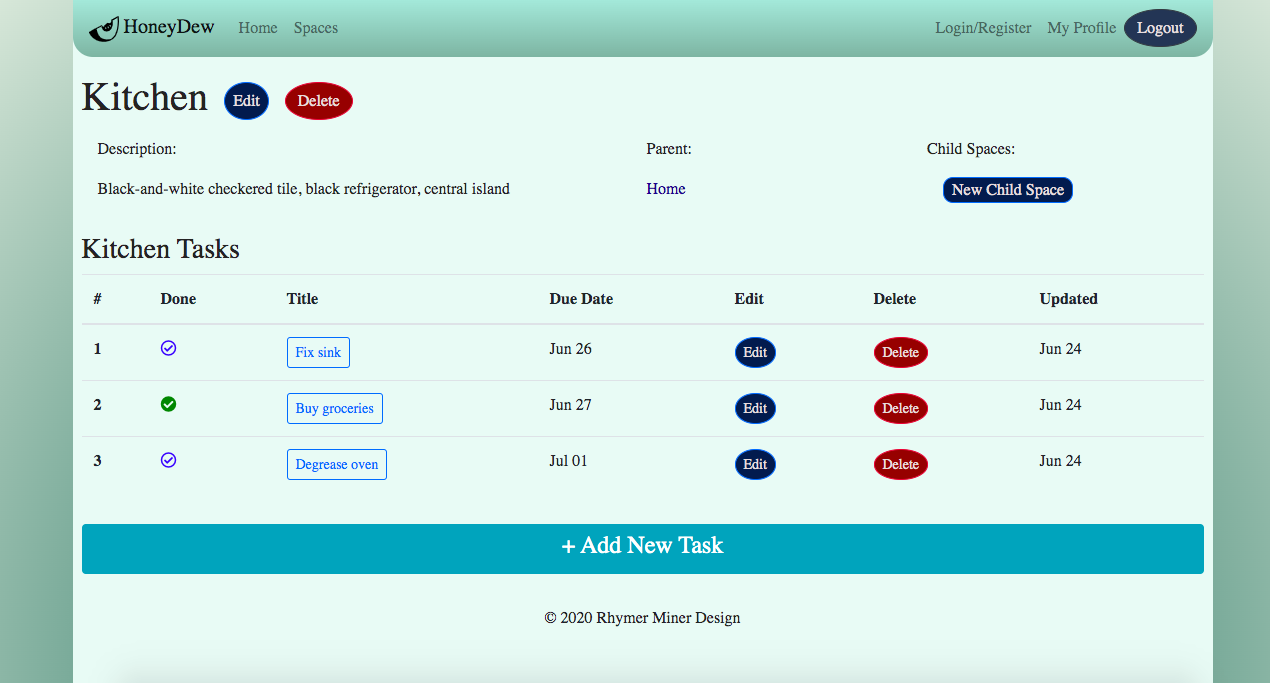 HoneyDew Home Spaces Login/Register My Profile Logout
Kitchen Edit Delete
Description: Parent: Child Spaces:
Black-and-white checkered tile, black refrigerator, central island Home New Child Space
Kitchen Tasks
# Done Title Due Date Edit Delete Updated
1 Fix sink Jun 26 Edit Delete Jun 24
2 Buy groceries Jun 27 Edit Delete Jun 24
3 Degrease oven Jul 01 Edit Delete Jun 24
+ Add New Task
© 2020 Rhymer Miner Design